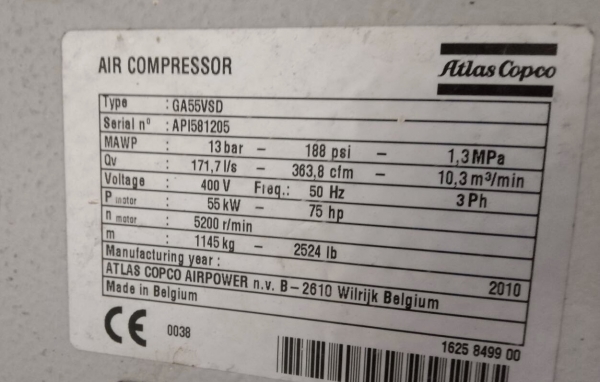 AIR COMPRESSOR
Atlas Copco
Type : GA55VSD
Serial nº : API581205
MAWP : 13 bar – 188 psi – 1,3 MPa
Qv : 171,7 l/s – 363,8 cfm – 10,3 m³/min
Voltage : 400 V Freq.: 50 Hz 3 Ph
P motor : 55 kW – 75 hp
n motor : 5200 r/min
m : 1145 kg – 2524 lb
Manufacturing year : 2010
ATLAS COPCO AIRPOWER n.v. B – 2610 Wilrijk Belgium
Made in Belgium
CE 0038
1625 8499 00